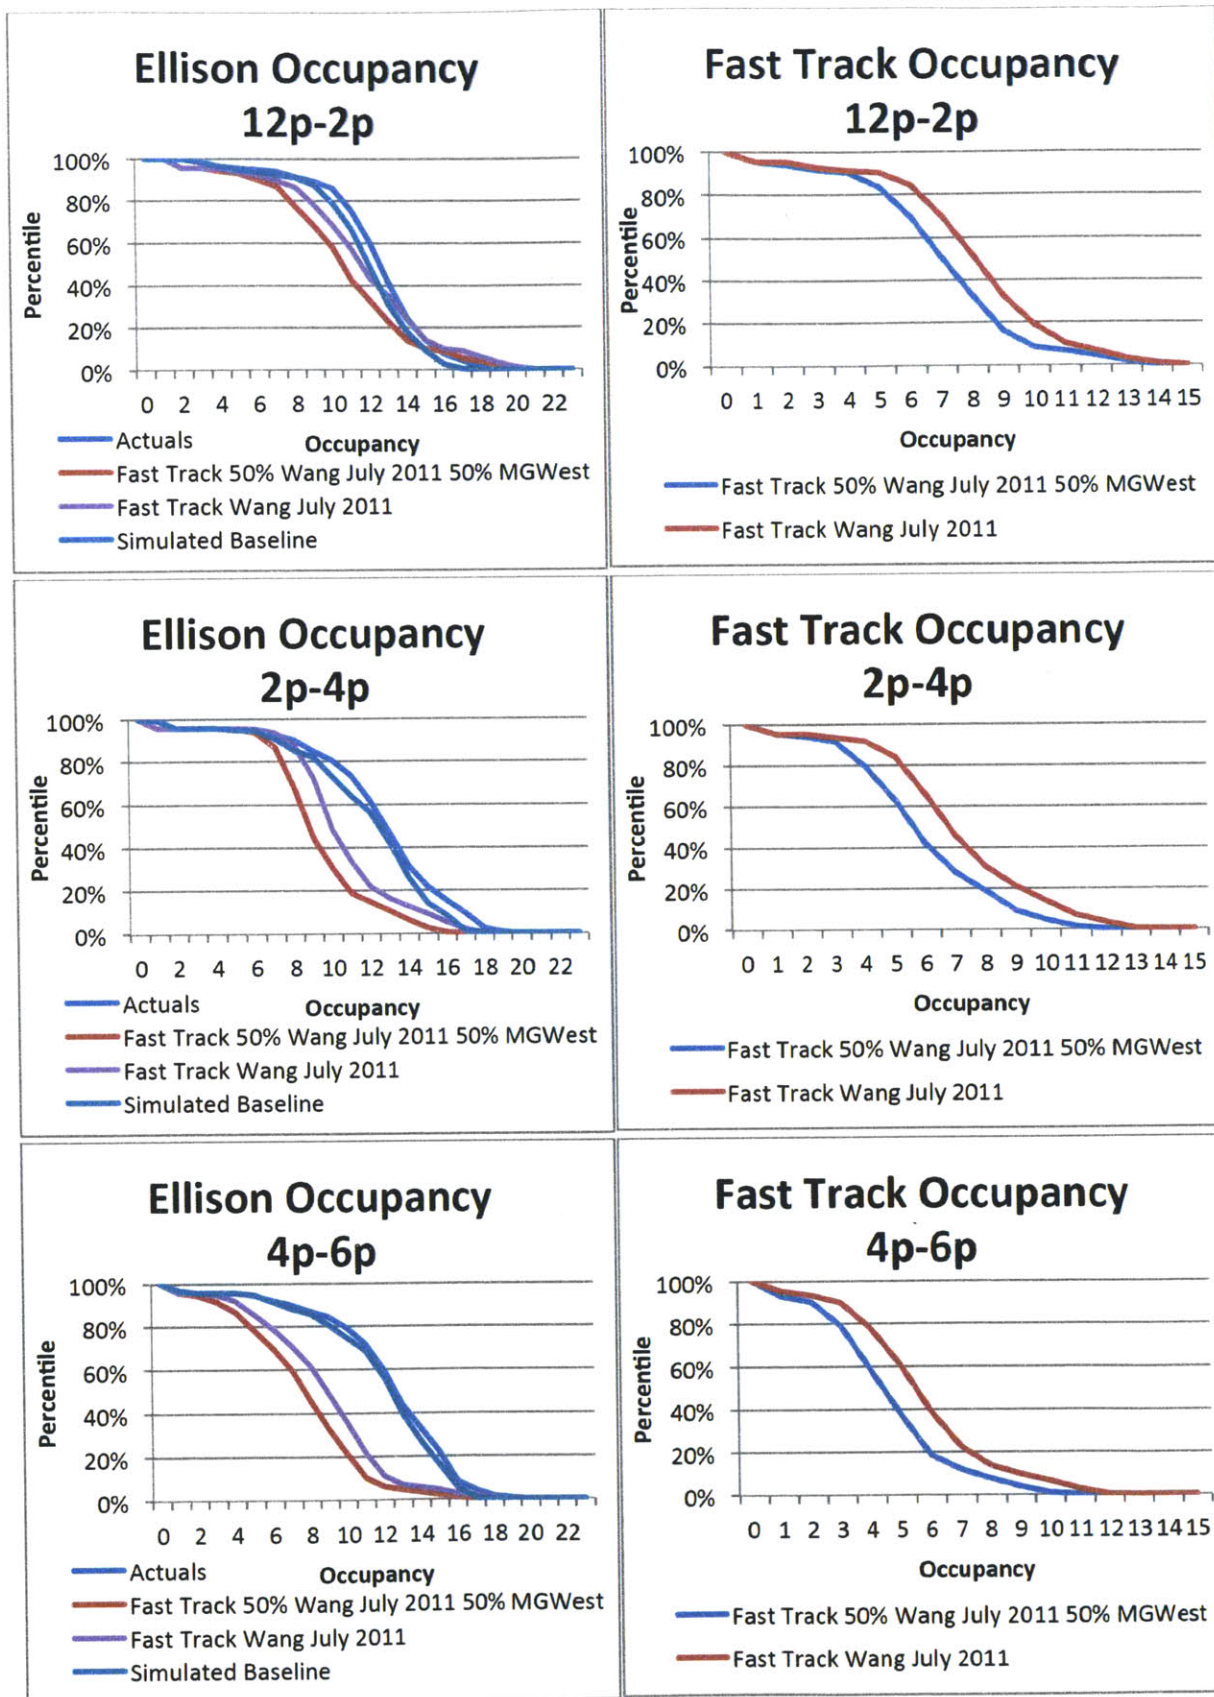 Ellison Occupancy
12p-2p
100%
80%
60%
40%
20%
0%
Percentile
0 2 4 6 8 10 12 14 16 18 20 22
Occupancy
Actuals
Fast Track 50% Wang July 2011 50% MGWest
Fast Track Wang July 2011
Simulated Baseline
Fast Track Occupancy
12p-2p
100%
80%
60%
40%
20%
0%
Percentile
0 1 2 3 4 5 6 7 8 9 10 11 12 13 14 15
Occupancy
Fast Track 50% Wang July 2011 50% MGWest
Fast Track Wang July 2011
Ellison Occupancy
2p-4p
100%
80%
60%
40%
20%
0%
Percentile
0 2 4 6 8 10 12 14 16 18 20 22
Occupancy
Actuals
Fast Track 50% Wang July 2011 50% MGWest
Fast Track Wang July 2011
Simulated Baseline
Fast Track Occupancy
2p-4p
100%
80%
60%
40%
20%
0%
Percentile
0 1 2 3 4 5 6 7 8 9 10 11 12 13 14 15
Occupancy
Fast Track 50% Wang July 2011 50% MGWest
Fast Track Wang July 2011
Ellison Occupancy
4p-6p
100%
80%
60%
40%
20%
0%
Percentile
0 2 4 6 8 10 12 14 16 18 20 22
Occupancy
Actuals
Fast Track 50% Wang July 2011 50% MGWest
Fast Track Wang July 2011
Simulated Baseline
Fast Track Occupancy
4p-6p
100%
80%
60%
40%
20%
0%
Percentile
0 1 2 3 4 5 6 7 8 9 10 11 12 13 14 15
Occupancy
Fast Track 50% Wang July 2011 50% MGWest
Fast Track Wang July 2011